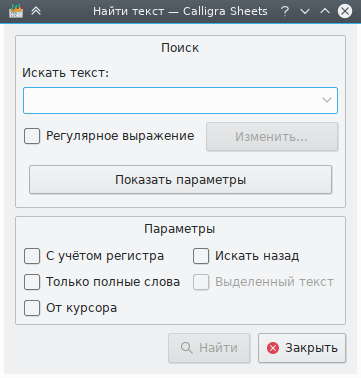 Найти текст — Calligra Sheets
Поиск
Искать текст:
Регулярное выражение
Изменить...
Показать параметры
Параметры
С учётом регистра
Искать назад
Только полные слова
Выделенный текст
От курсора
Найти
Закрыть